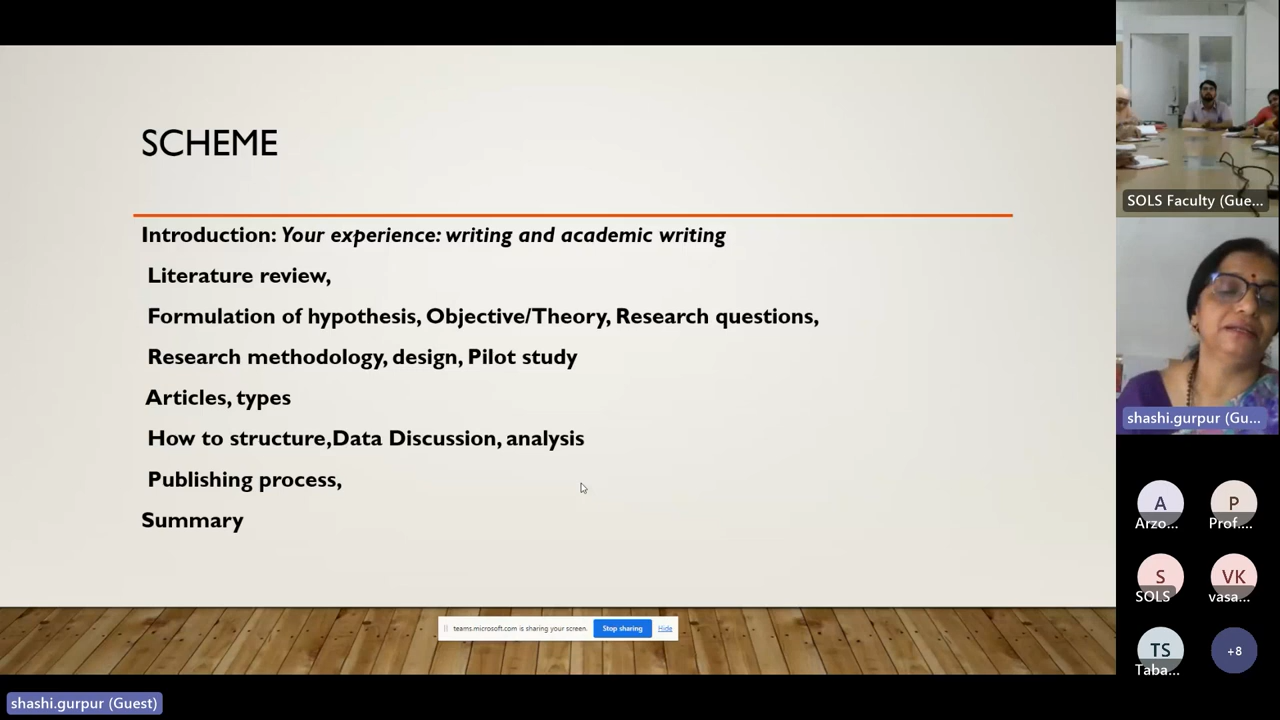 SCHEME
Introduction: Your experience: writing and academic writing
Literature review,
Formulation of hypothesis, Objective/Theory, Research questions,
Research methodology, design, Pilot study
Articles, types
How to structure,Data Discussion, analysis
Publishing process,
Summary
teams.microsoft.com is sharing your screen.
Stop sharing
Hide
shashi.gurpur (Guest)
SOLS Faculty (Gue...
shashi.gurpur (Gu...
A
P
Arzo...
Prof....
S
VK
SOLS
vasa...
TS
+8
Taba...